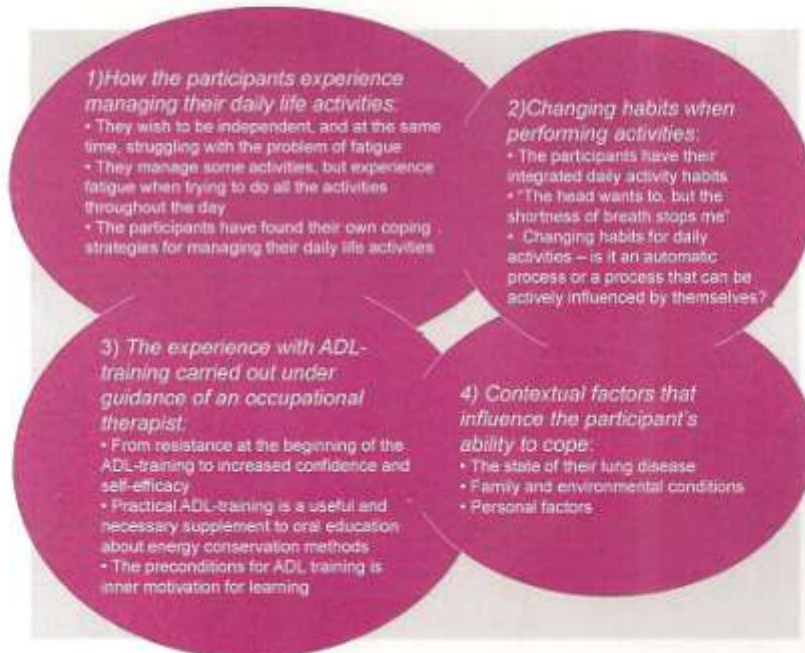 1)How the participants experience
managing their daily life activities:
• They wish to be independent, and at the same
time, struggling with the problem of fatigue
• They manage some activities, but experience
fatigue when trying to do all the activities
throughout the day
• The participants have found their own coping
strategies for managing their daily life activities
2)Changing habits when
performing activities:
• The participants have their
integrated daily activity habits
• "The head wants to, but the
shortness of breath stops me"
• Changing habits for daily
activities – is it an automatic
process or a process that can be
actively influenced by themselves?
3) The experience with ADL-
training carried out under
guidance of an occupational
therapist:
• From resistance at the beginning of the
ADL-training to increased confidence and
self-efficacy
• Practical ADL-training is a useful and
necessary supplement to oral education
about energy conservation methods
• The preconditions for ADL training is
inner motivation for learning
4) Contextual factors that
influence the participant's
ability to cope:
• The state of their lung disease
• Family and environmental conditions
• Personal factors